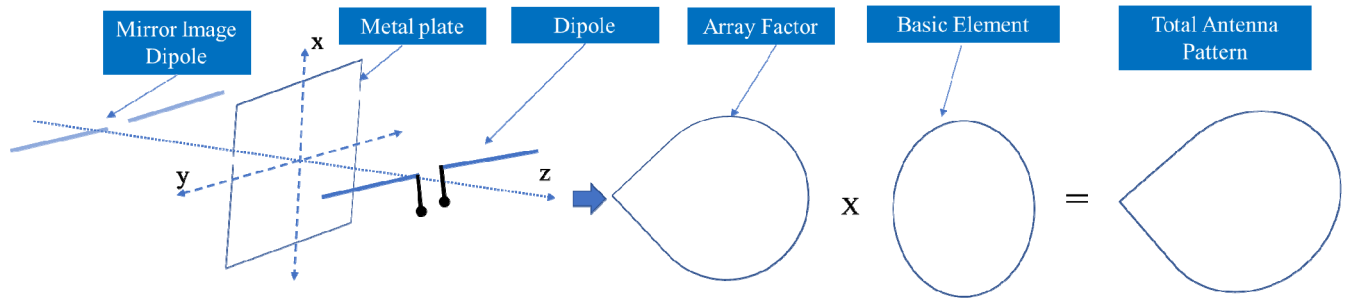 Mirror Image
Dipole
Metal plate
Dipole
Array Factor
Basic Element
Total Antenna
Pattern
x
y
z
x
=